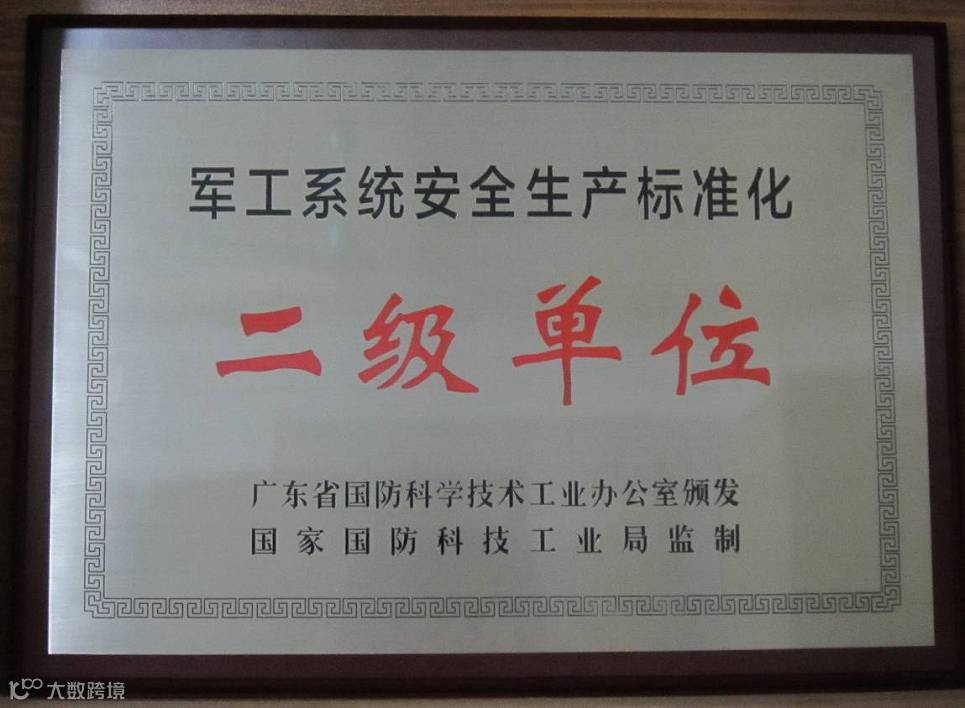 军工系统安全生产标准化
二级单位
广东省国防科学技术工业办公室颁发
国家国防科技工业局监制
大数跨境